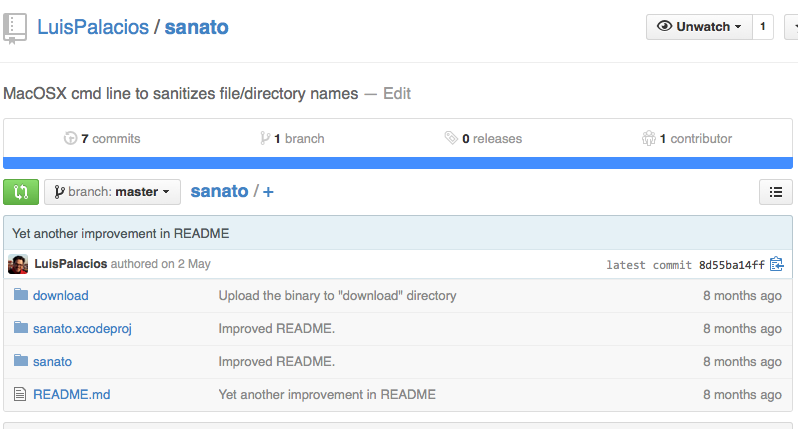 LuisPalacios / sanato
Unwatch 1
MacOSX cmd line to sanitizes file/directory names — Edit
7 commits 1 branch 0 releases 1 contributor
branch: master sanato / +
Yet another improvement in README
LuisPalacios authored on 2 May latest commit 8d55ba14ff
download Upload the binary to "download" directory 8 months ago
sanato.xcodeproj Improved README. 8 months ago
sanato Improved README. 8 months ago
README.md Yet another improvement in README 8 months ago